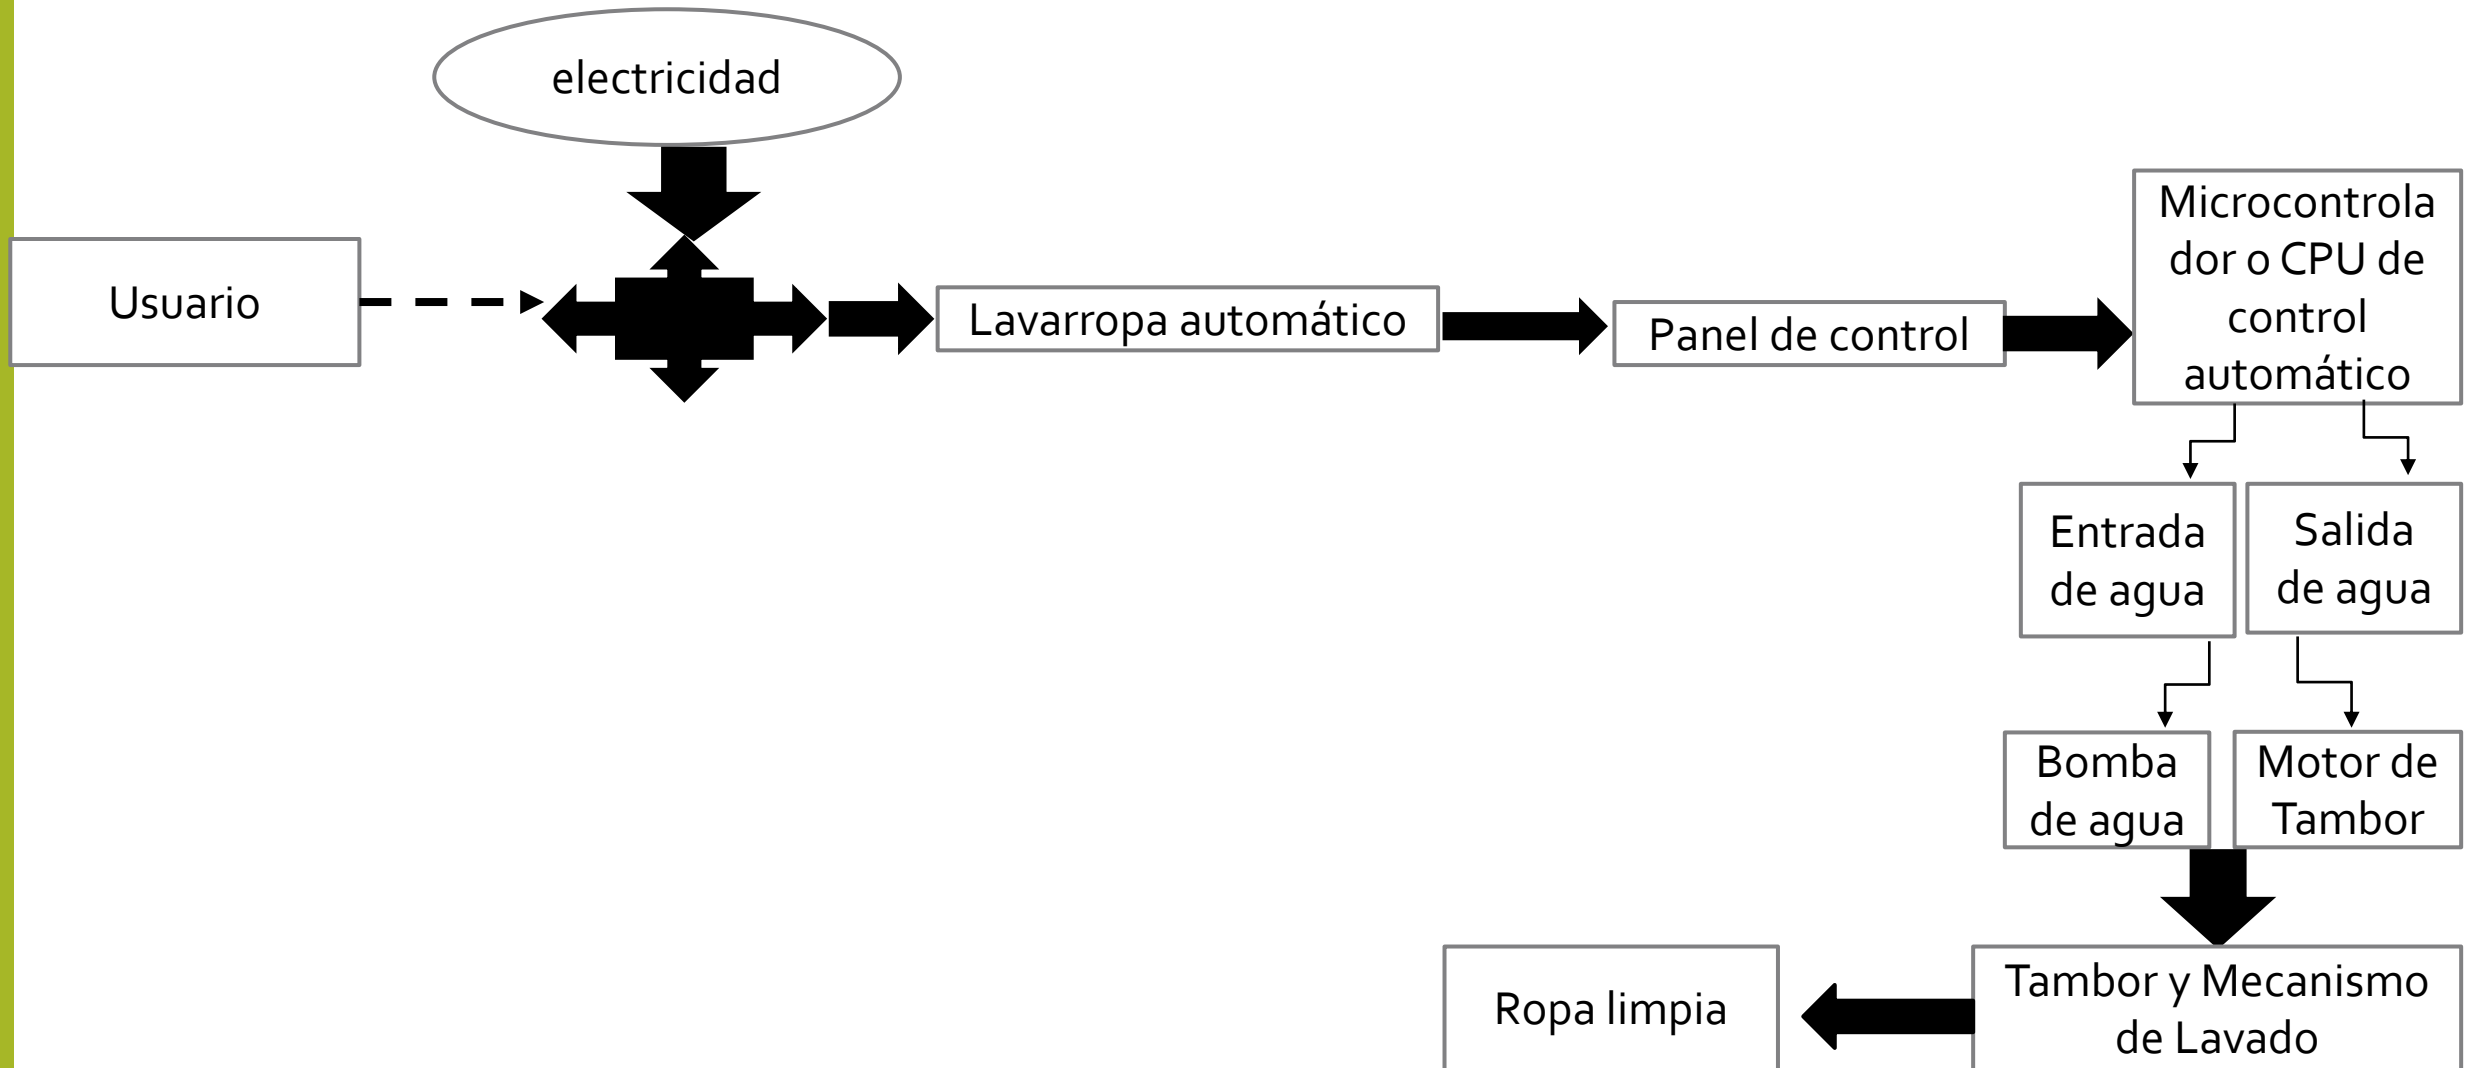 electricidad
Usuario
Lavarropa automático
Panel de control
Microcontrola
dor o CPU de
control
automático
Entrada
de agua
Salida
de agua
Bomba
de agua
Motor de
Tambor
Tambor y Mecanismo
de Lavado
Ropa limpia